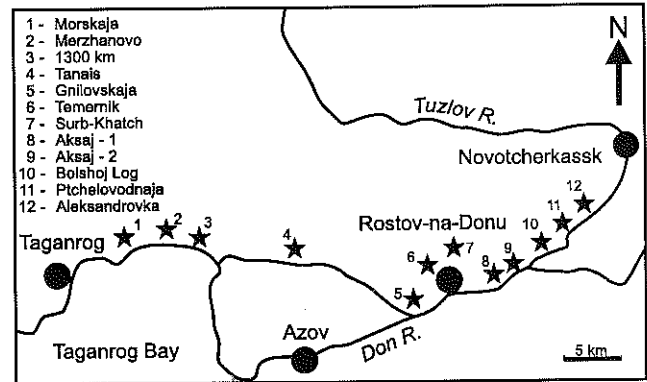 1 - Morskaja
2 - Merzhanovo
3 - 1300 km
4 - Tanais
5 - Gnilovskaja
6 - Temernik
7 - Surb-Khatch
8 - Aksaj - 1
9 - Aksaj - 2
10 - Bolshoj Log
11 - Ptchelovodnaja
12 - Aleksandrovka
N
Tuzlov R.
Novotcherkassk
12
11
Rostov-na-Donu
10
1
2
3
4
7
6
9
8
5
Taganrog
Azov
Don R.
Taganrog Bay
5 km